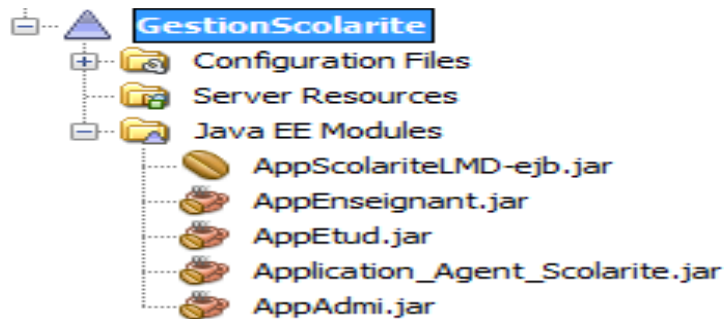 GestionScolarite
Configuration Files
Server Resources
Java EE Modules
AppScolariteLMD-ejb.jar
AppEnseignant.jar
AppEtud.jar
Application_Agent_Scolarite.jar
AppAdmi.jar